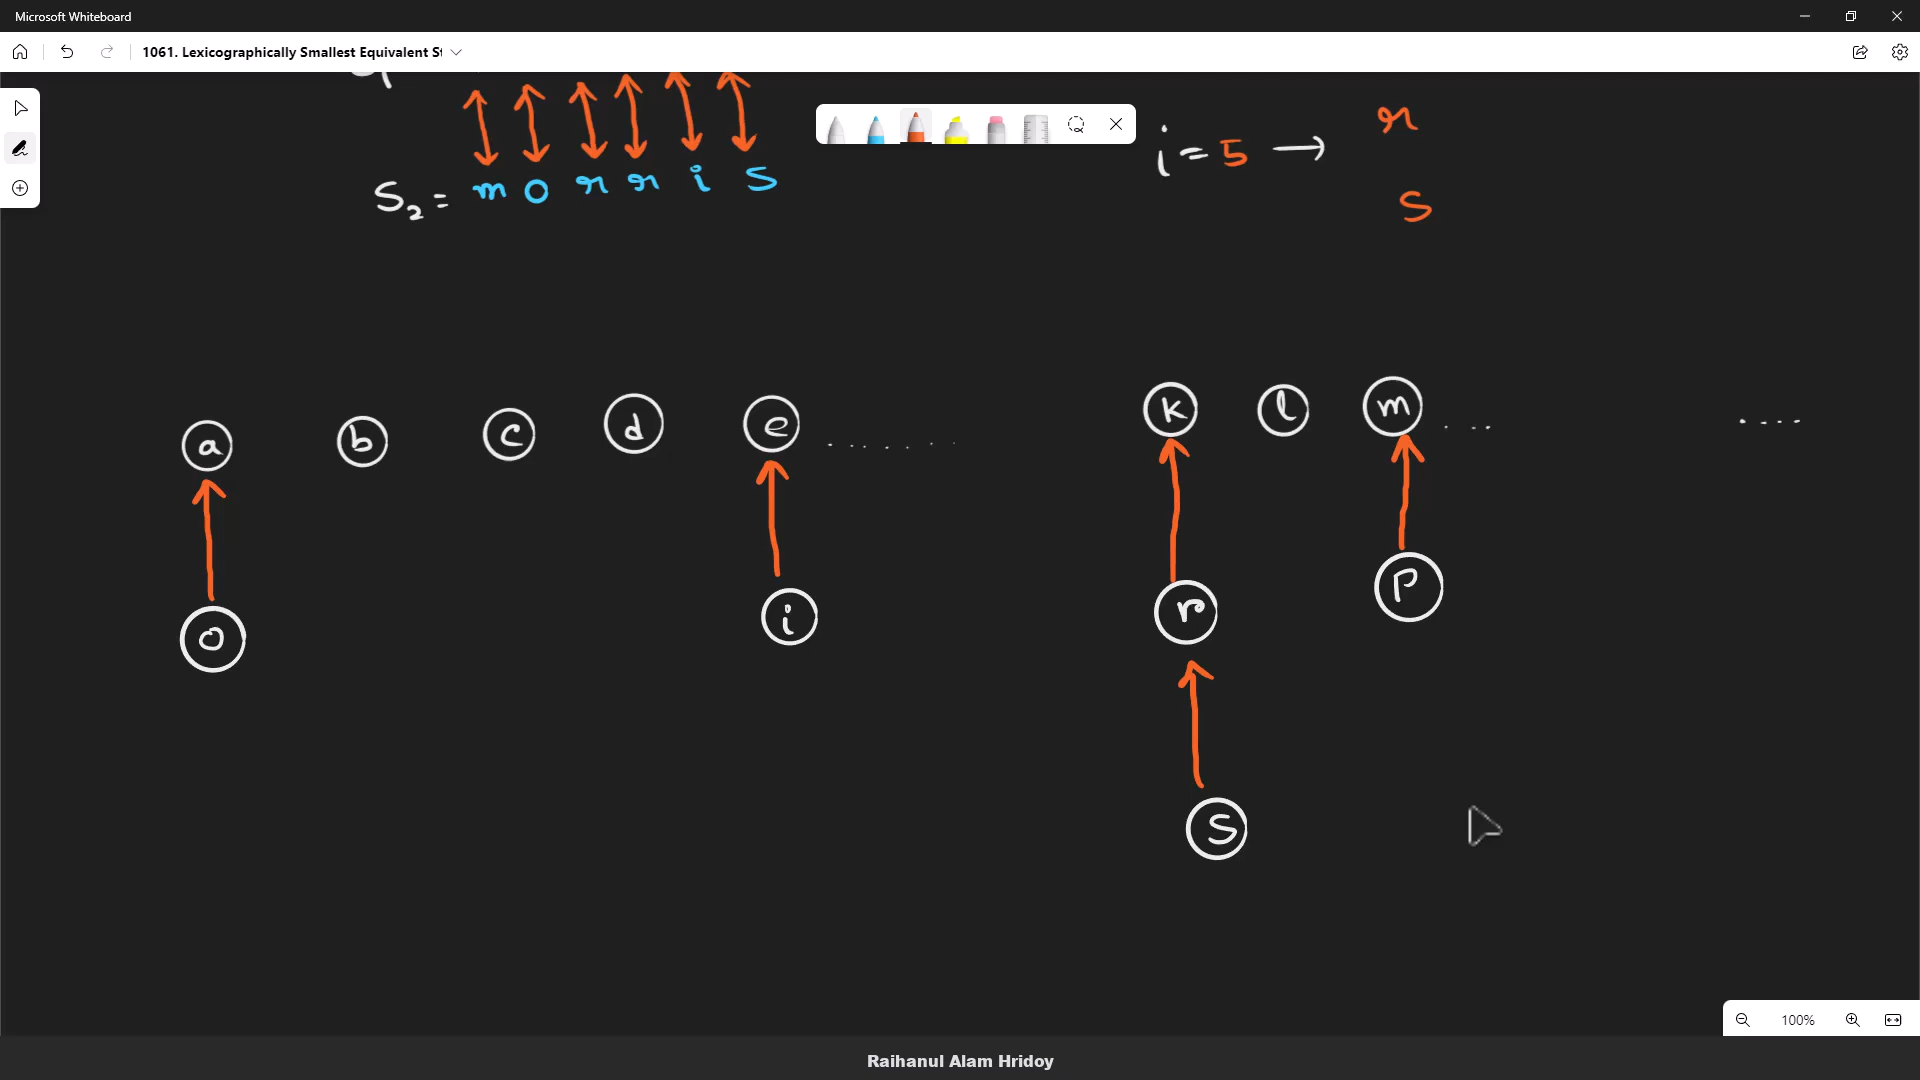 Microsoft Whiteboard
1061. Lexicographically Smallest Equivalent St
S2 = m o r r i s
i = 5 → r
s
a b c d e ....... k l m ... ....
o i r p
s
100%
Raihanul Alam Hridoy